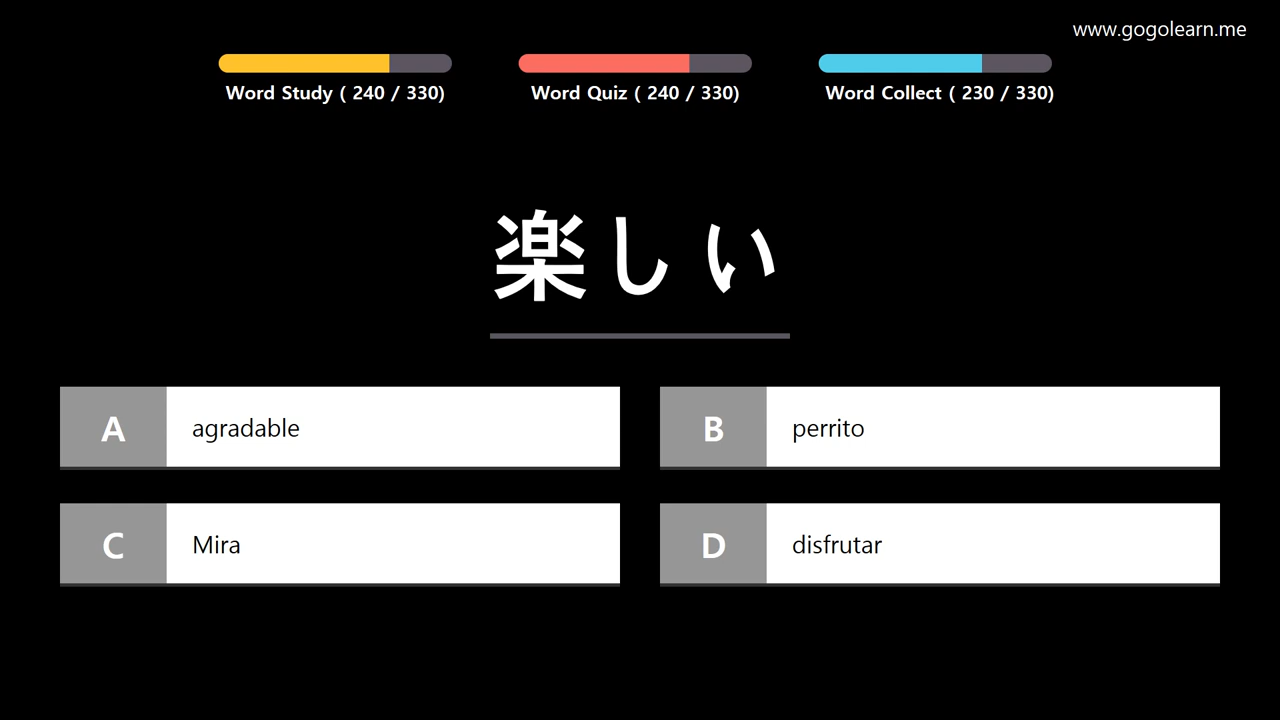 www.gogolearn.me
Word Study ( 240 / 330)
Word Quiz ( 240 / 330)
Word Collect ( 230 / 330)
楽しい
A agradable
B perrito
C Mira
D disfrutar